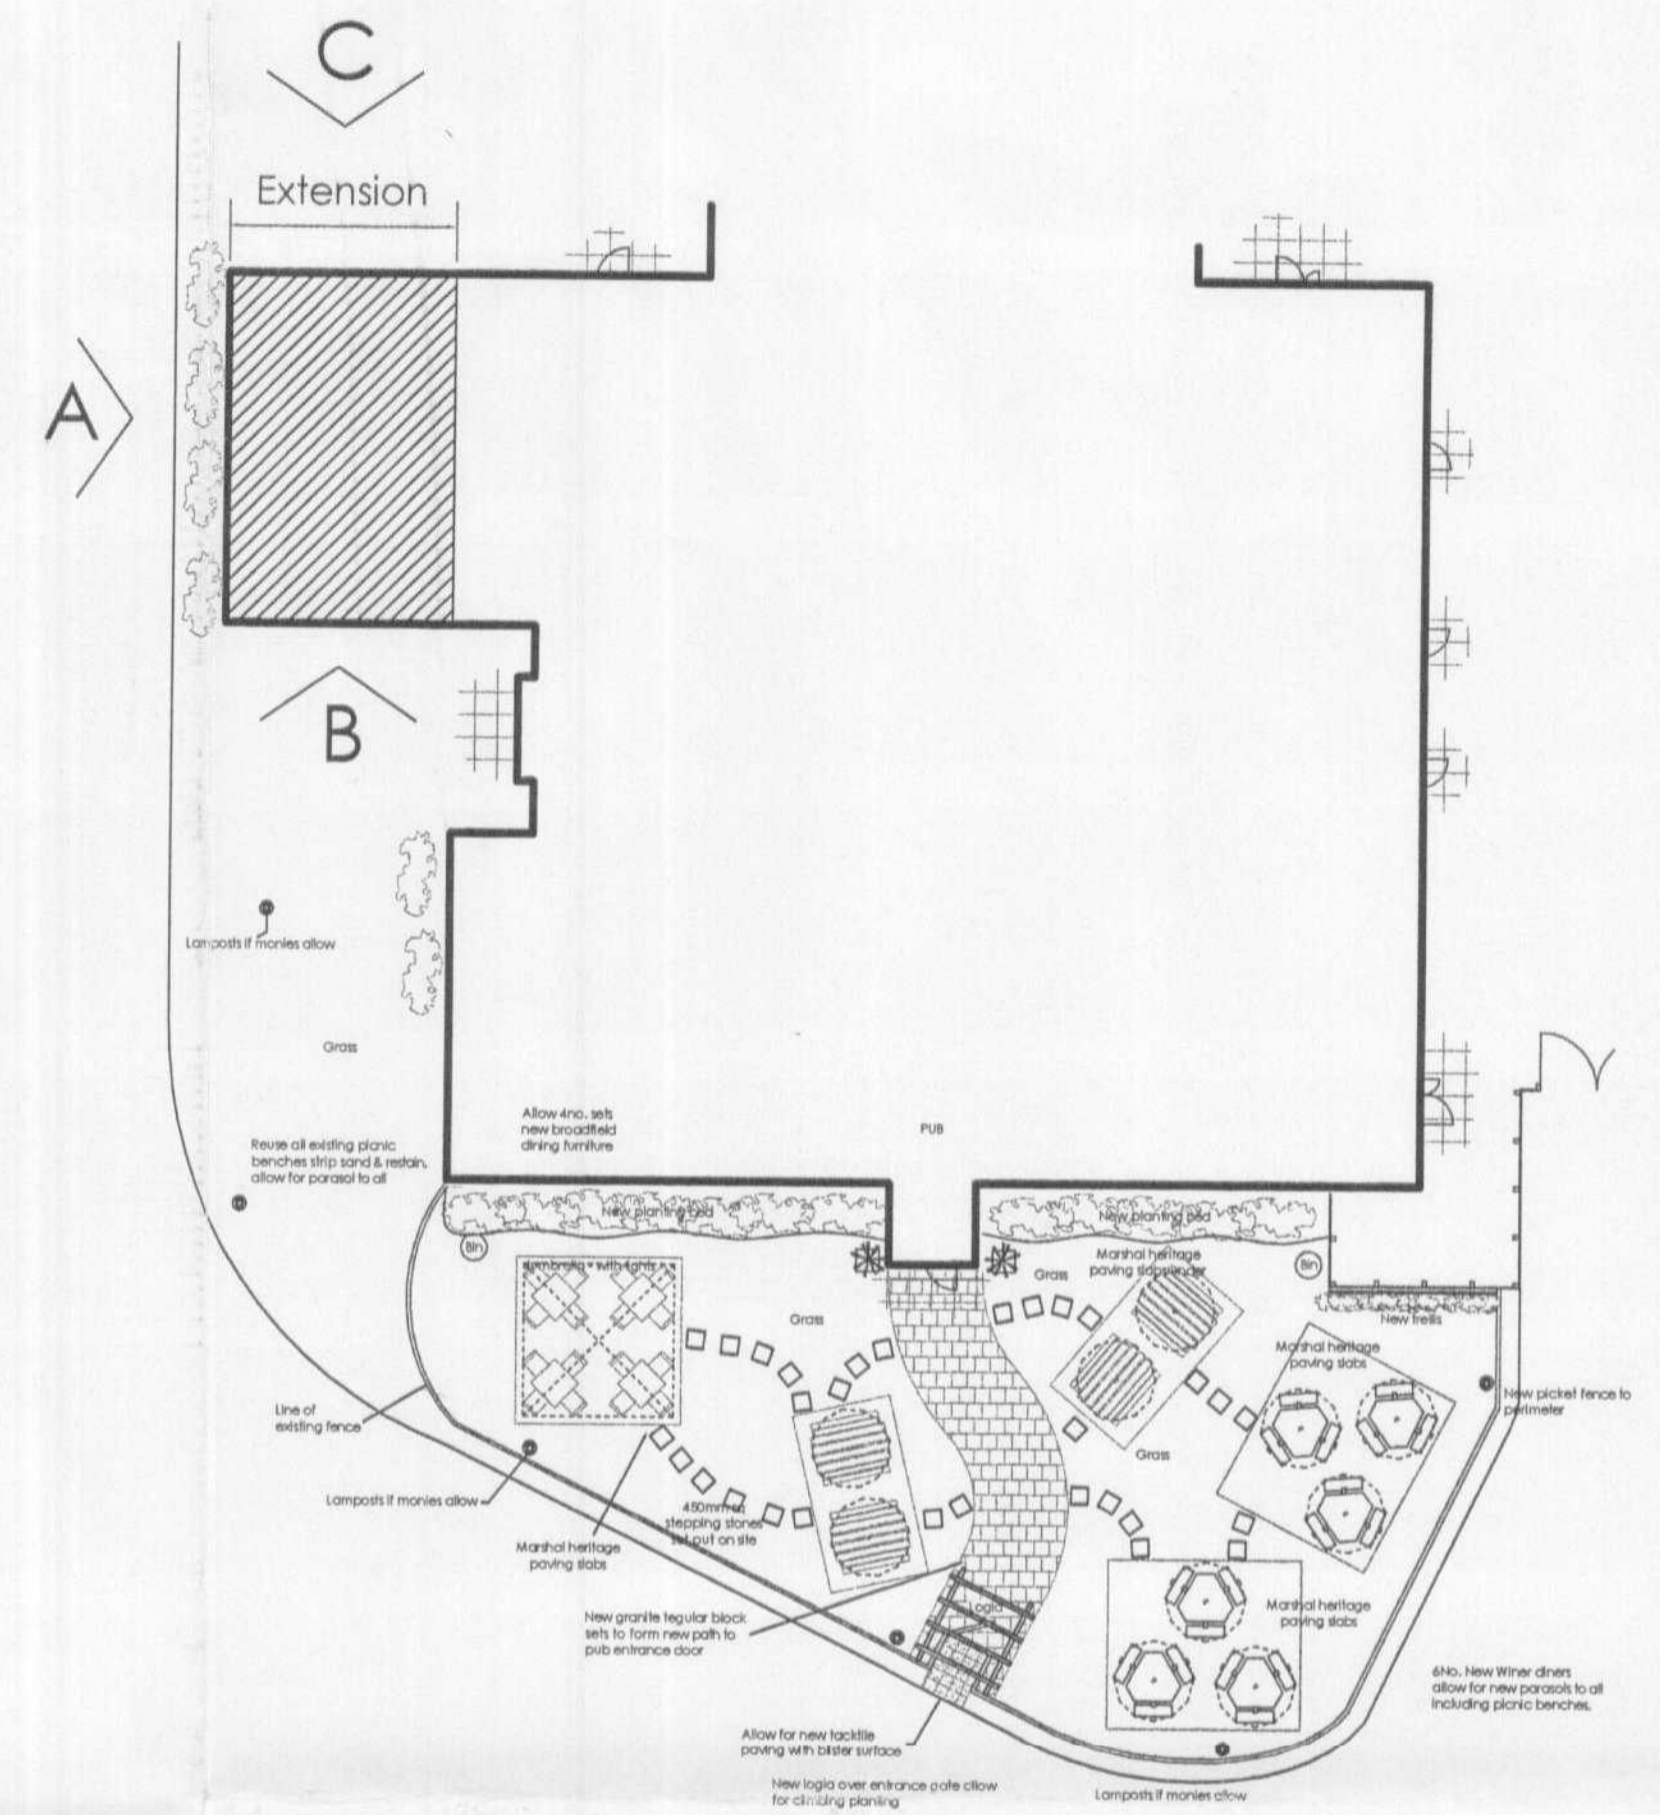 C
Extension
A
B
Lamposts if monies allow
Grass
Allow 4no. sets
new broadfield
dining furniture
PUB
Reuse all existing picnic
benches strip sand & restain,
allow for parasol to all
New planting bed
New planting bed
Bin
Marshal heritage
paving slabs under
Bin
umbrella + with lights
Grass
Grass
New trellis
Marshal heritage
paving slabs
New picket fence to
perimeter
Line of
existing fence
Grass
Lamposts if monies allow
450mm sq
stepping stones
set out on site
Marshal heritage
paving slabs
Logia
Marshal heritage
paving slabs
New granite tegular block
sets to form new path to
pub entrance door
6No. New Winer diners
allow for new parasols to all
including picnic benches.
Allow for new tacktile
paving with blister surface
New logia over entrance gate allow
for climbing planting
Lamposts if monies allow